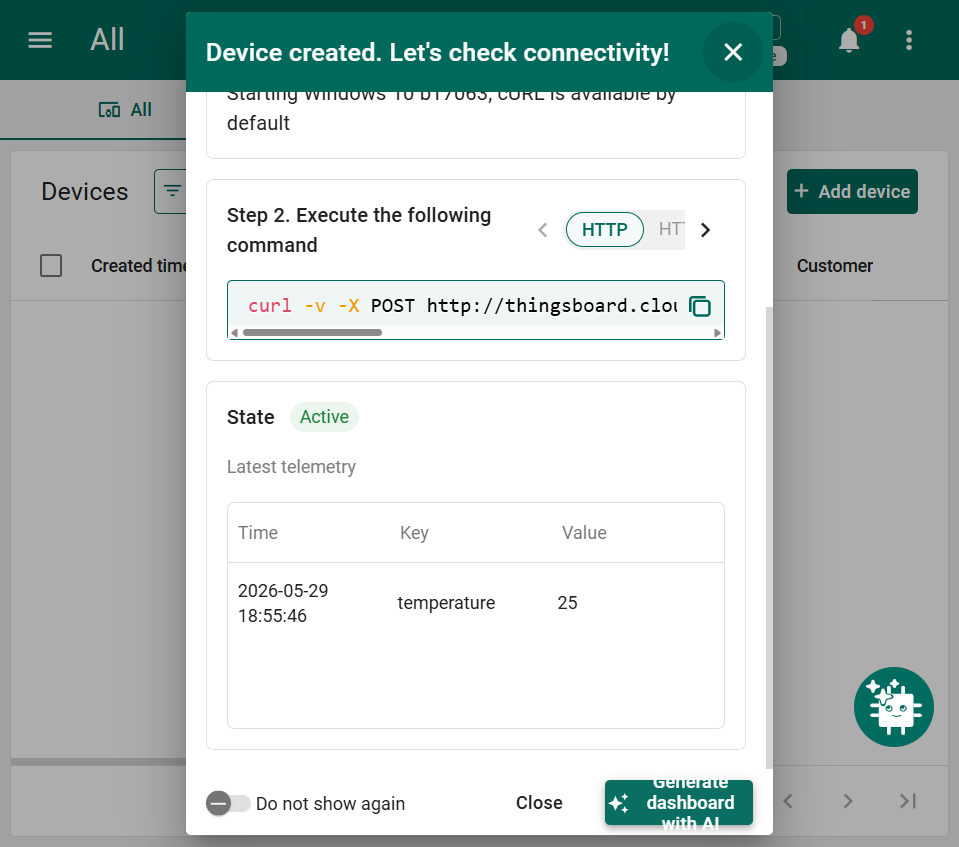 All
Device created. Let's check connectivity!
1
All
Starting Windows 10 b17063, cURL is available by
default
Devices
Add device
Step 2. Execute the following
command
HTTP
Created time
Customer
curl -v -X POST http://thingsboard.clou
State
Active
Latest telemetry
Time
Key
Value
2026-05-29
18:55:46
temperature
25
Do not show again
Close
Generate
dashboard
with AI